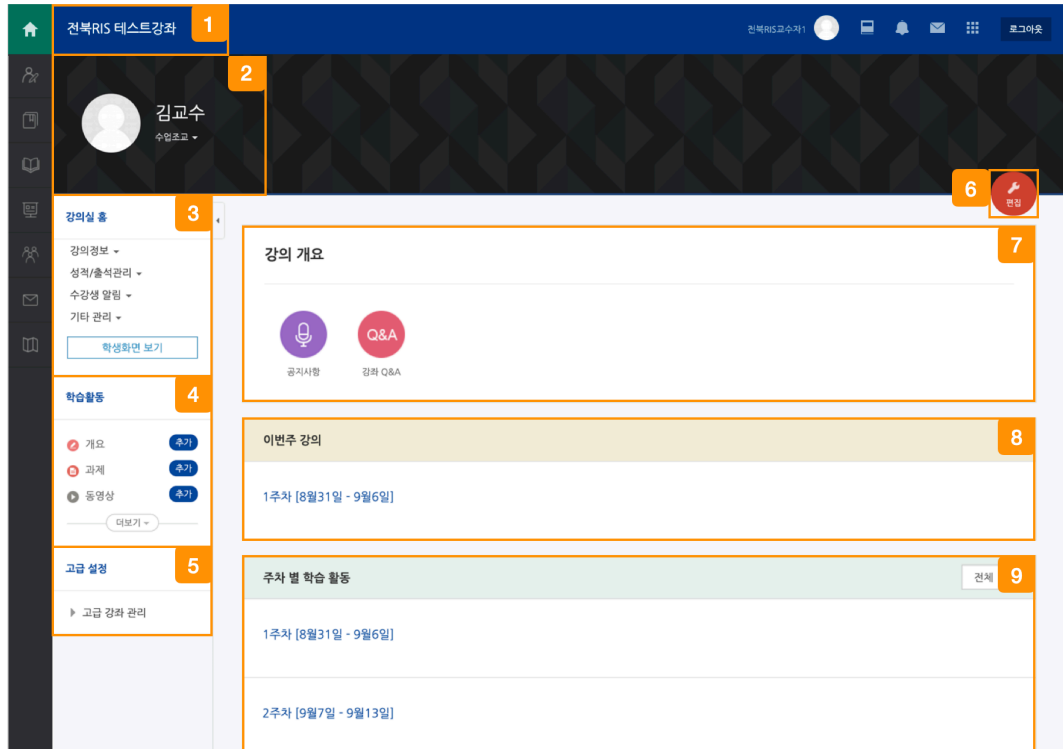 전북RIS 테스트강좌
1
전북RIS교수자1
로그아웃
2
김교수
수업조교
6
편집
강의실 홈
3
강의정보
성적/출석관리
수강생 알림
기타 관리
학생화면 보기
학습활동
4
개요
추가
과제
추가
동영상
추가
더보기
고급 설정
5
고급 강좌 관리
강의 개요
7
Q&A
공지사항
강좌 Q&A
이번주 강의
8
1주차 [8월31일 - 9월6일]
주차 별 학습 활동
전체
9
1주차 [8월31일 - 9월6일]
2주차 [9월7일 - 9월13일]